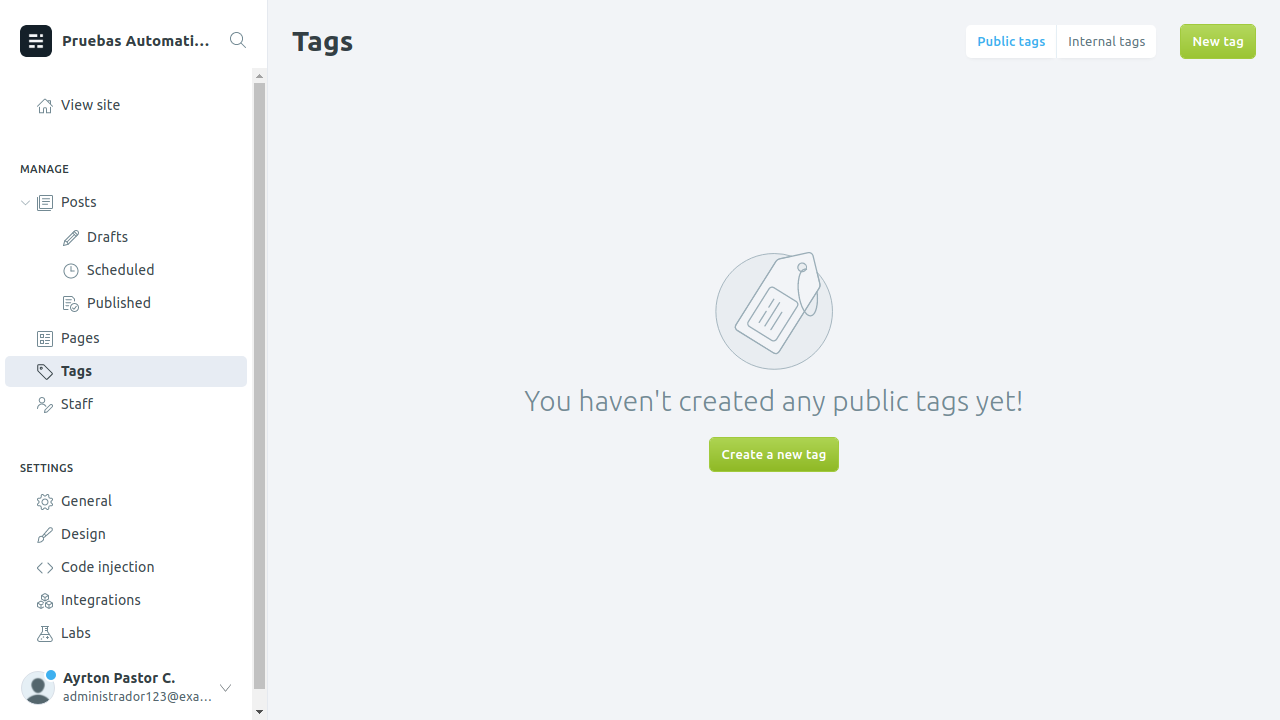 Pruebas Automati...
View site
MANAGE
Posts
Drafts
Scheduled
Published
Pages
Tags
Staff
SETTINGS
General
Design
Code injection
Integrations
Labs
Ayrton Pastor C.
administrador123@exa...
Tags
Public tags
Internal tags
New tag
You haven't created any public tags yet!
Create a new tag